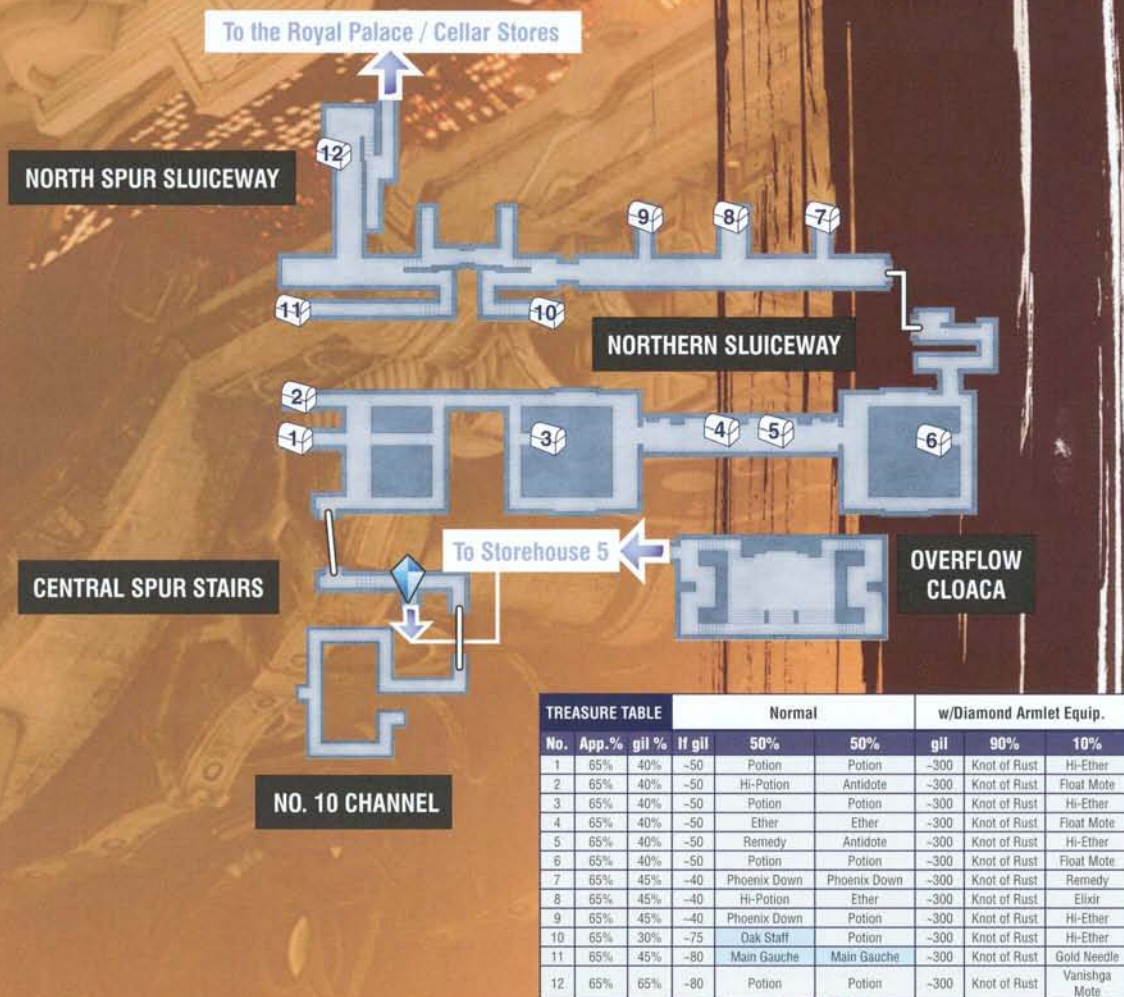 To the Royal Palace / Cellar Stores
12
NORTH SPUR SLUICEWAY
9
8
7
11
10
NORTHERN SLUICEWAY
2
1
3
4
5
6
To Storehouse 5
OVERFLOW
CLOACA
CENTRAL SPUR STAIRS
NO. 10 CHANNEL
TREASURE TABLE Normal w/Diamond Armlet Equip.
No. App.% gil % If gil 50% 50% gil 90% 10%
1 65% 40% ~50 Potion Potion ~300 Knot of Rust Hi-Ether
2 65% 40% ~50 Hi-Potion Antidote ~300 Knot of Rust Float Mote
3 65% 40% ~50 Potion Potion ~300 Knot of Rust Hi-Ether
4 65% 40% ~50 Ether Ether ~300 Knot of Rust Float Mote
5 65% 40% ~50 Remedy Antidote ~300 Knot of Rust Hi-Ether
6 65% 40% ~50 Potion Potion ~300 Knot of Rust Float Mote
7 65% 45% ~40 Phoenix Down Phoenix Down ~300 Knot of Rust Remedy
8 65% 45% ~40 Hi-Potion Ether ~300 Knot of Rust Elixir
9 65% 45% ~40 Phoenix Down Potion ~300 Knot of Rust Hi-Ether
10 65% 30% ~75 Oak Staff Potion ~300 Knot of Rust Hi-Ether
11 65% 45% ~80 Main Gauche Main Gauche ~300 Knot of Rust Gold Needle
12 65% 65% ~80 Potion Potion ~300 Knot of Rust Vanishga
Mote